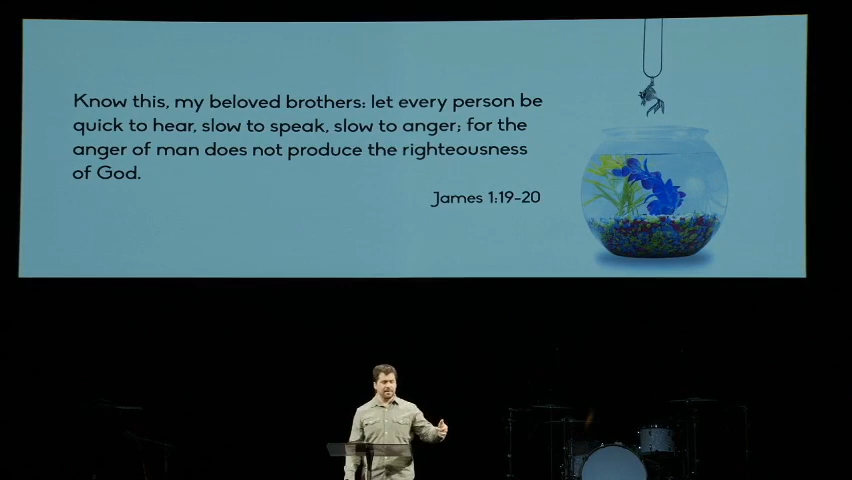 Know this, my beloved brothers: let every person be
quick to hear, slow to speak, slow to anger; for the
anger of man does not produce the righteousness
of God.
James 1:19-20